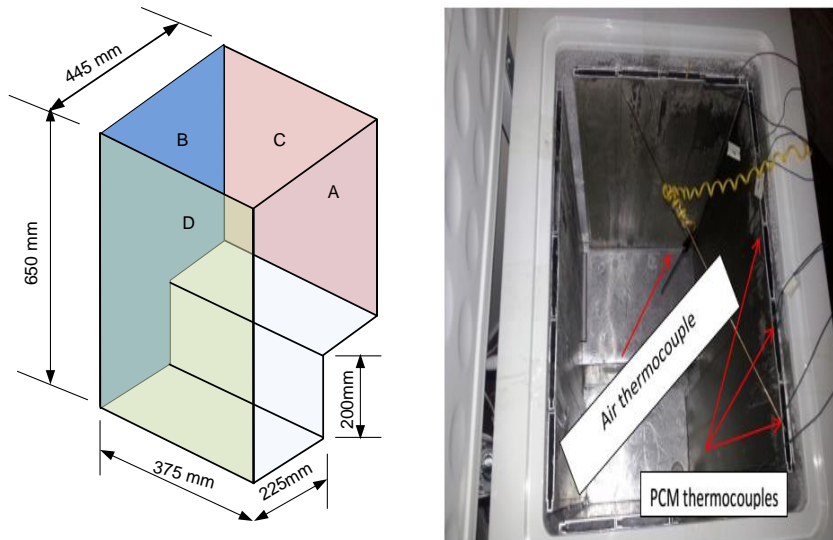 445 mm
B
C
A
D
650 mm
200mm
375 mm
225mm
Air thermocouple
PCM thermocouples